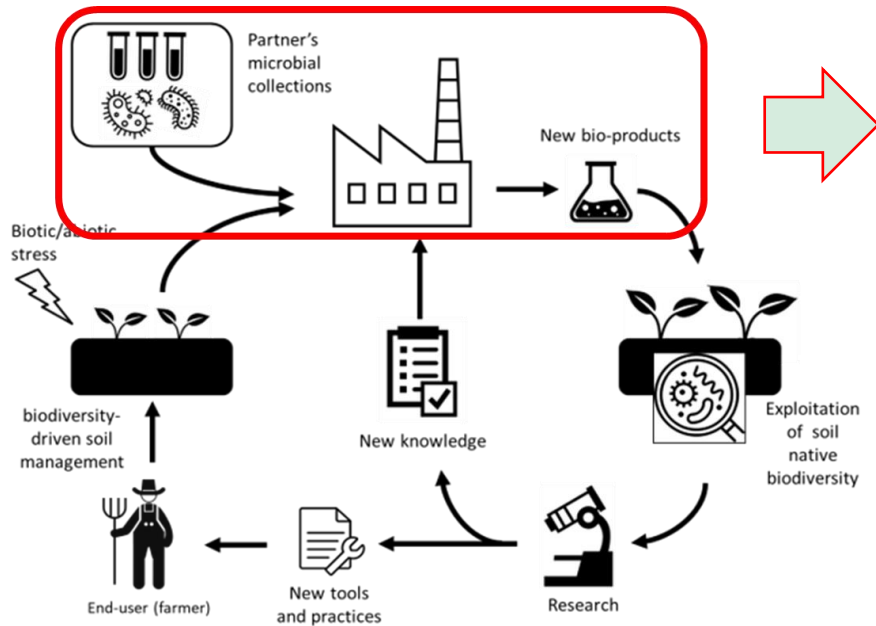 Partner's
microbial
collections
New bio-products
Biotic/abiotic
stress
biodiversity-
driven soil
management
New knowledge
Exploitation
of soil
native
biodiversity
End-user (farmer)
New tools
and practices
Research